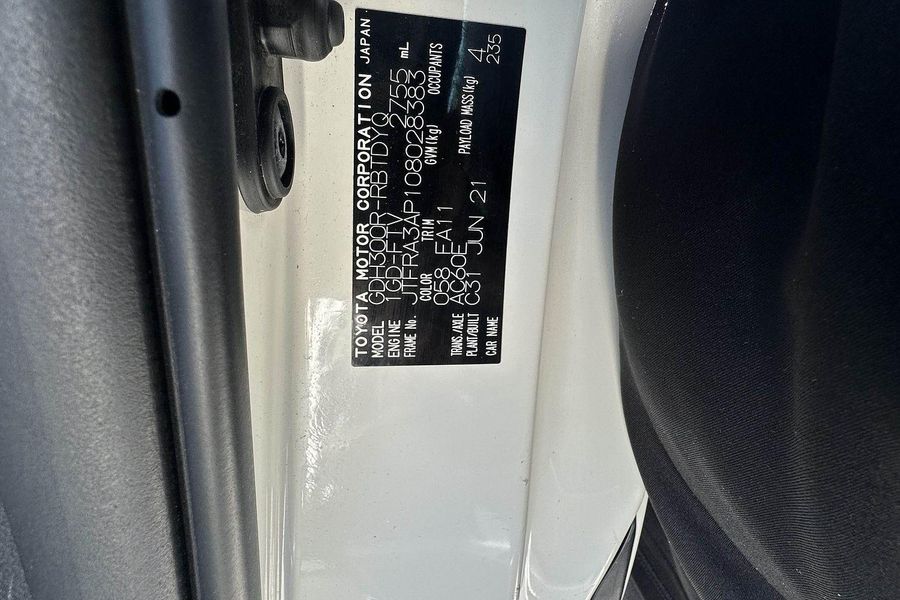 TOYOTA MOTOR CORPORATION JAPAN
MODEL GDH300R-RBTDYQ
ENGINE 1GD-FTV 2755 mL
FRAME No. JTFRA3AP108028383
COLOR TRIM GVM(kg) OCCUPANTS
058 EA11
TRANS./AXLE AC60E PAYLOAD MASS(kg) 4
PLANT/BUILT C31 JUN 21 235
CAR NAME